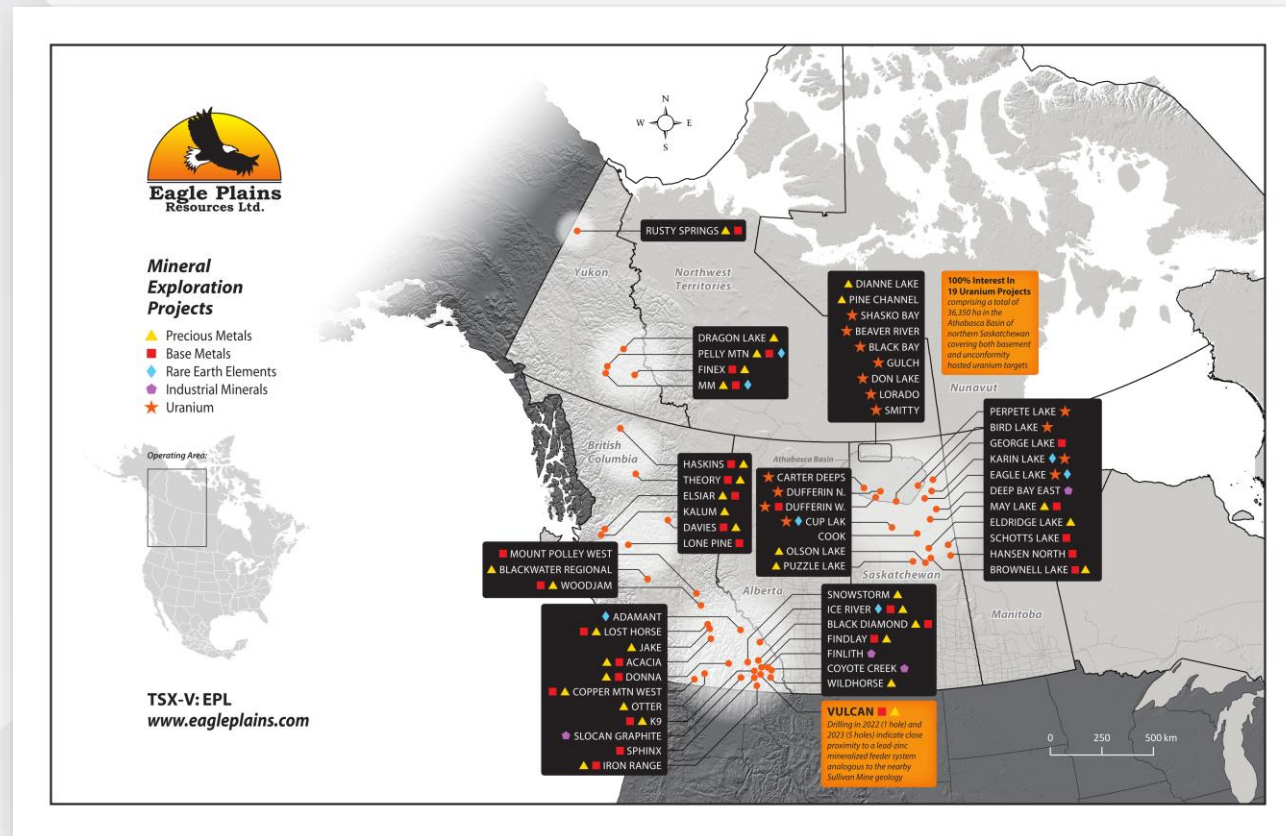 Eagle Plains
Resources Ltd.
Mineral
Exploration
Projects
Precious Metals
Base Metals
Rare Earth Elements
Industrial Minerals
Uranium
Operating Area:
TSX-V: EPL
www.eagleplains.com
N
W E
S
RUSTY SPRINGS
Yukon
Northwest
Territories
Nunavut
British
Columbia
Alberta
Athabasca Basin
Saskatchewan
Manitoba
DRAGON LAKE
PELLY MTN
FINEX
MM
DIANNE LAKE
PINE CHANNEL
SHASKO BAY
BEAVER RIVER
BLACK BAY
GULCH
DON LAKE
LORADO
SMITTY
100% Interest In
19 Uranium Projects
comprising a total of
36,350 ha in the
Athabasca Basin of
northern Saskatchewan
covering both basement
and unconformity
hosted uranium targets
HASKINS
THEORY
ELSIAR
KALUM
DAVIES
LONE PINE
CARTER DEEPS
DUFFERIN N.
DUFFERIN W.
CUP LAK
COOK
OLSON LAKE
PUZZLE LAKE
PERPETE LAKE
BIRD LAKE
GEORGE LAKE
KARIN LAKE
EAGLE LAKE
DEEP BAY EAST
MAY LAKE
ELDRIDGE LAKE
SCHOTTS LAKE
HANSEN NORTH
BROWNELL LAKE
MOUNT POLLEY WEST
BLACKWATER REGIONAL
WOODJAM
ADAMANT
LOST HORSE
JAKE
ACACIA
DONNA
COPPER MTN WEST
OTTER
K9
SLOCAN GRAPHITE
SPHINX
IRON RANGE
SNOWSTORM
ICE RIVER
BLACK DIAMOND
FINDLAY
FINLITH
COYOTE CREEK
WILDHORSE
VULCAN
Drilling in 2022 (1 hole) and
2023 (5 holes) indicate close
proximity to a lead-zinc
mineralized feeder system
analogous to the nearby
Sullivan Mine geology
0 250 500 km